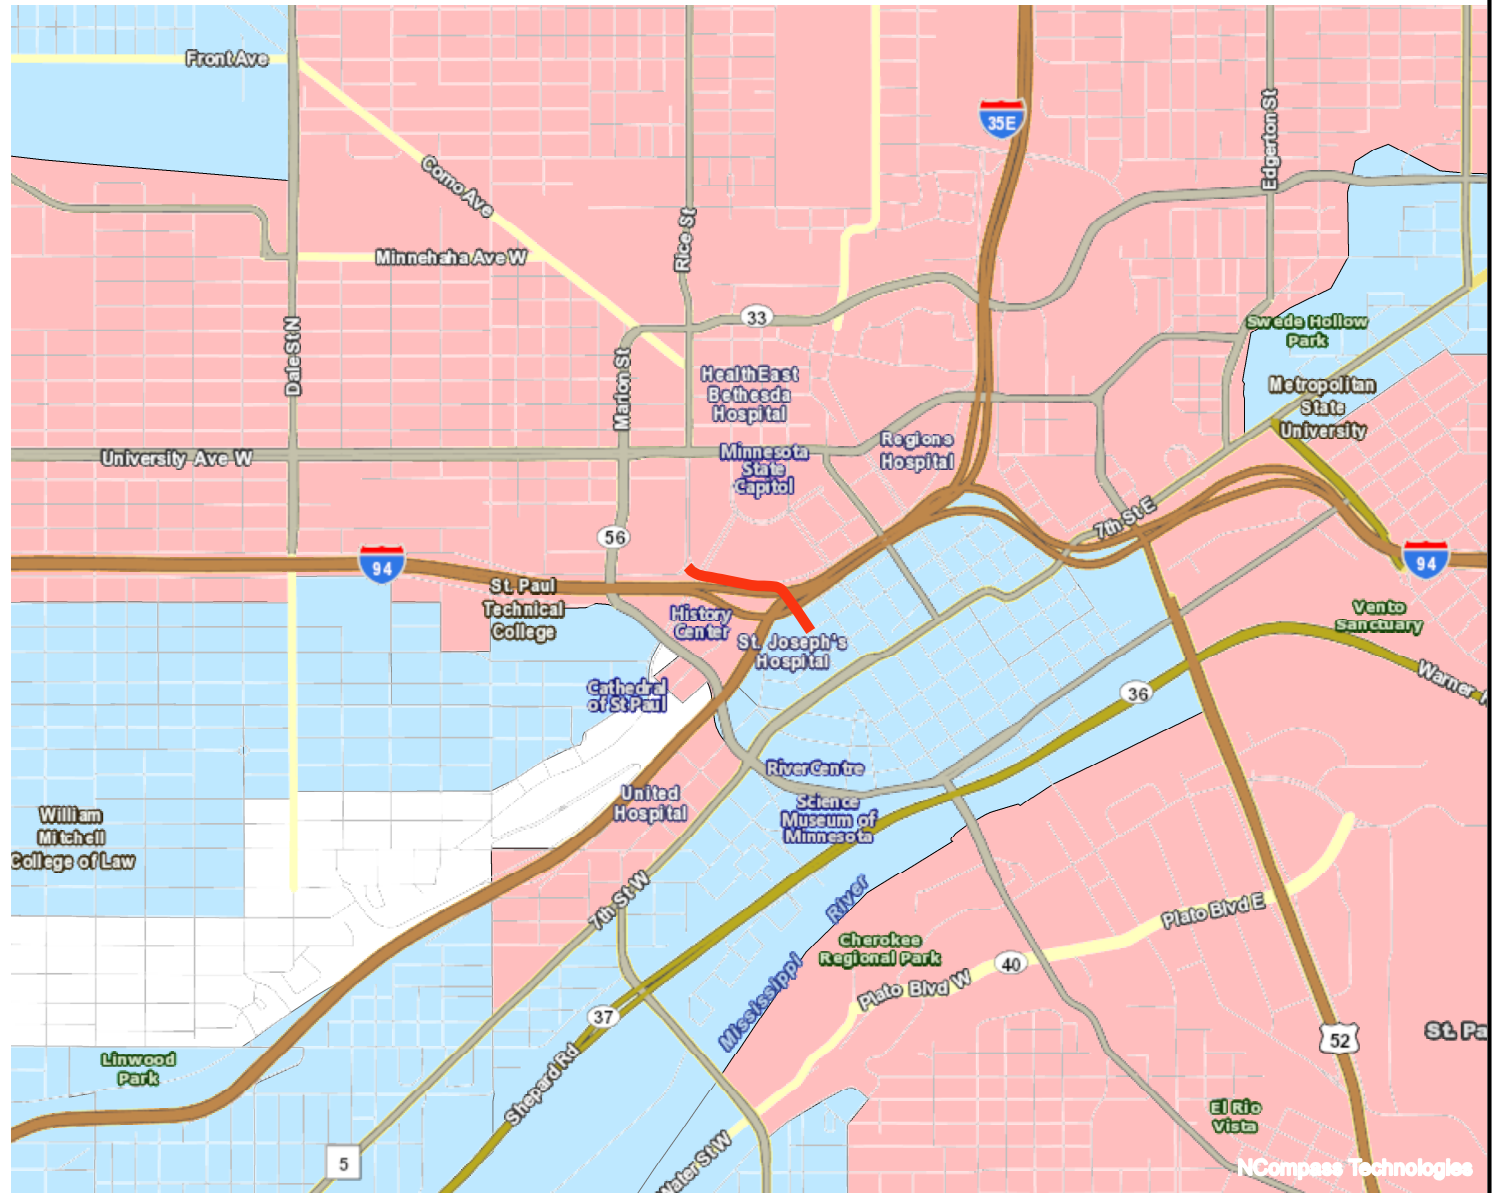 Front Ave
35E
Edgerton St
Como Ave
Rice St
Minnehaha Ave W
33
Swede Hollow
Park
Dale St N
Marion St
HealthEast
Bethesda
Hospital
Metropolitan
State
University
Regions
Hospital
University Ave W
Minnesota
State
Capitol
7th St E
56
94
94
St. Paul
Technical
College
History
Center
St. Joseph's
Hospital
Vento
Sanctuary
Warner
Cathedral
of St Paul
36
RiverCentre
United
Hospital
Science
Museum of
Minnesota
William
Mitchell
College of Law
7th St W
Mississippi River
Plato Blvd E
Cherokee
Regional Park
40
Plato Blvd W
37
52
St. Pa
Linwood
Park
Shepard Rd
El Rio
Vista
5
Water St W
NCompass Technologies